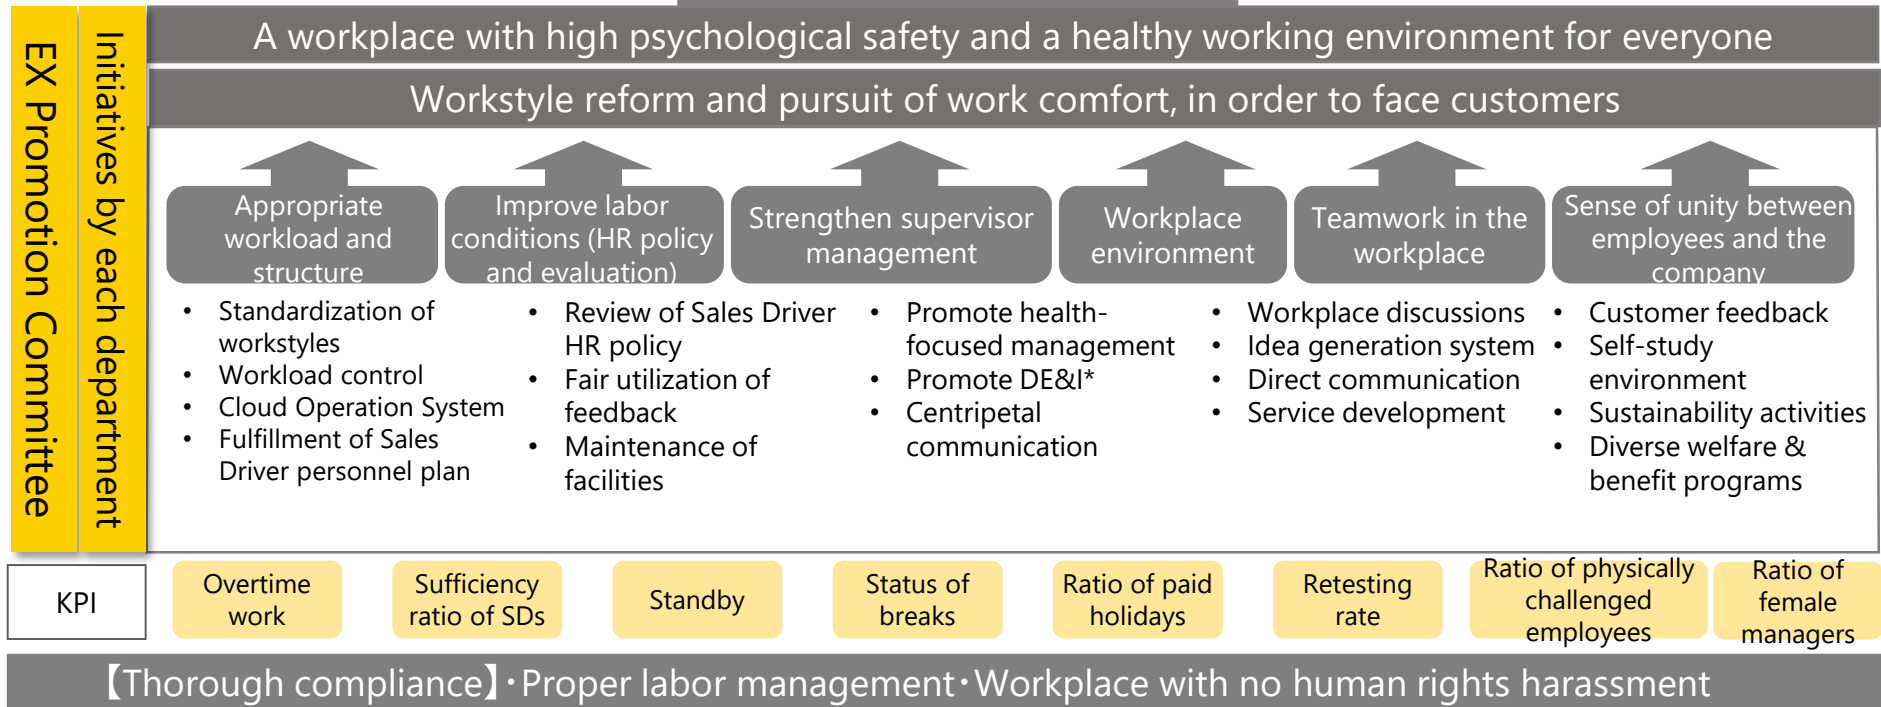 EX Promotion Committee
Initiatives by each department
A workplace with high psychological safety and a healthy working environment for everyone
Workstyle reform and pursuit of work comfort, in order to face customers
Appropriate
workload and
structure
Improve labor
conditions (HR policy
and evaluation)
Strengthen supervisor
management
Workplace
environment
Teamwork in the
workplace
Sense of unity between
employees and the
company
• Standardization of
workstyles
• Workload control
• Cloud Operation System
• Fulfillment of Sales
Driver personnel plan
• Review of Sales Driver
HR policy
• Fair utilization of
feedback
• Maintenance of
facilities
• Promote health-
focused management
• Promote DE&I*
• Centripetal
communication
• Workplace discussions
• Idea generation system
• Direct communication
• Service development
• Customer feedback
• Self-study
environment
• Sustainability activities
• Diverse welfare &
benefit programs
KPI
Overtime
work
Sufficiency
ratio of SDs
Standby
Status of
breaks
Ratio of paid
holidays
Retesting
rate
Ratio of physically
challenged
employees
Ratio of
female
managers
【Thorough compliance】・Proper labor management・Workplace with no human rights harassment